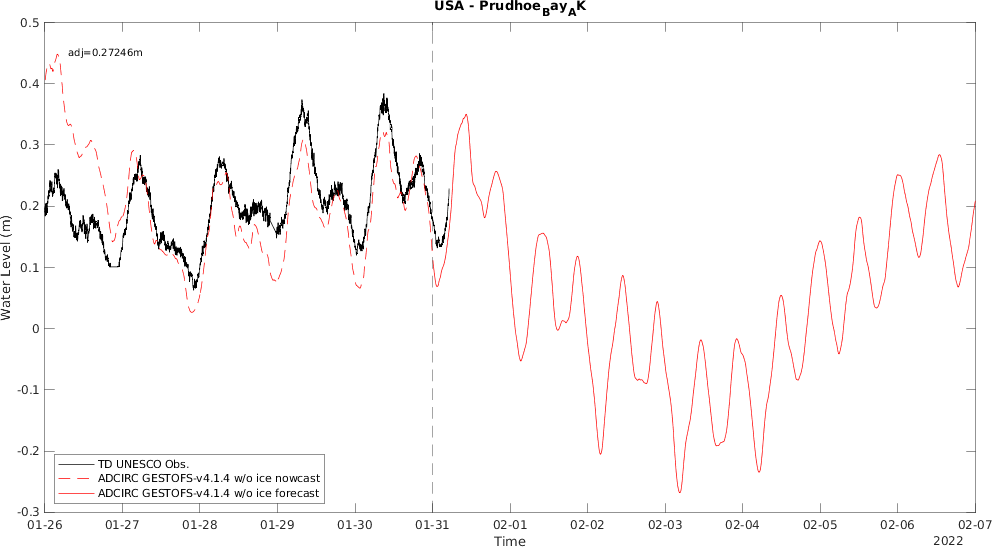 USA - PrudhoeBayAK
adj=0.27246m
0.5
0.4
0.3
0.2
0.1
0
-0.1
-0.2
-0.3
Water Level (m)
TD UNESCO Obs.
ADCIRC GESTOFS-v4.1.4 w/o ice nowcast
ADCIRC GESTOFS-v4.1.4 w/o ice forecast
01-26 01-27 01-28 01-29 01-30 01-31 02-01 02-02 02-03 02-04 02-05 02-06 02-07
Time
2022